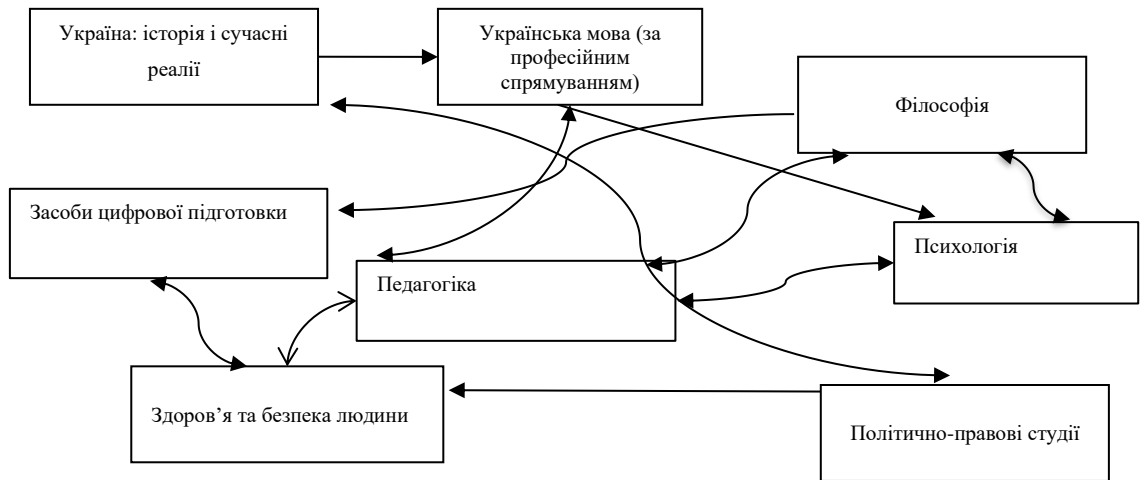 Україна: історія і сучасні
реалії
Українська мова (за
професійним
спрямуванням)
Філософія
Засоби цифрової підготовки
Психологія
Педагогіка
Здоров’я та безпека людини
Політично-правові студії